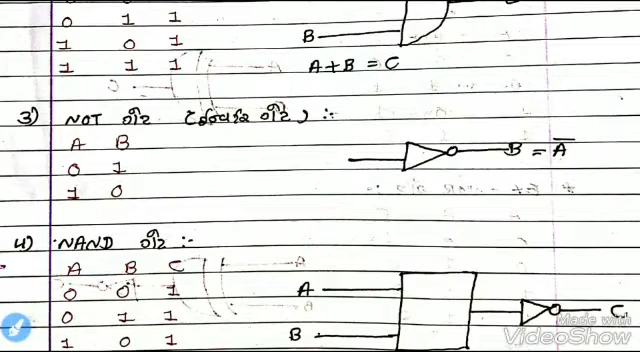 0 1 1
1 0 1
B
1 1 1
A+B = C
3) NOT ગેટ (ઈન્વર્ટર ગેટ) :-
A B
0 1
B = A̅
1 0
4) NAND ગેટ :-
A B C
0 0 1
A
0 1 1
C
B
1 0 1
Made with
VideoShow